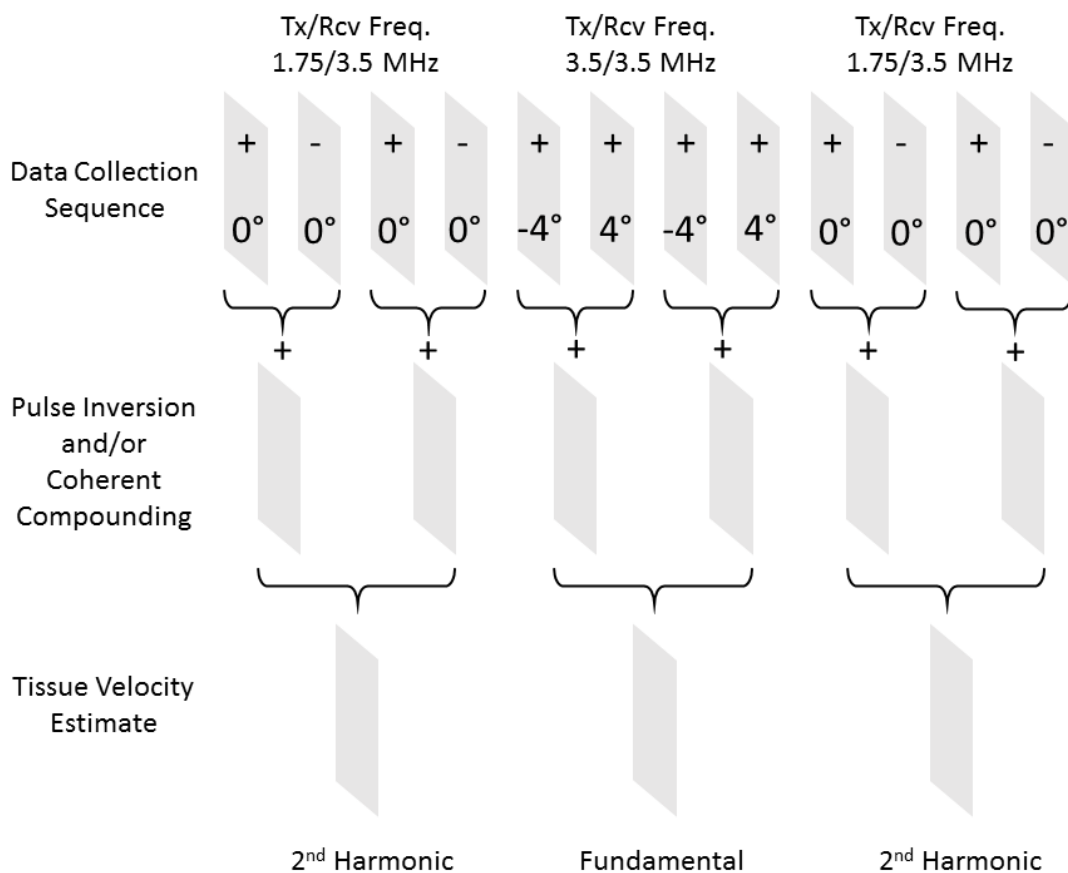 Tx/Rcv Freq. Tx/Rcv Freq. Tx/Rcv Freq.
1.75/3.5 MHz 3.5/3.5 MHz 1.75/3.5 MHz
+ - + - + + + + + - + -
Data Collection
Sequence
0° 0° 0° 0° -4° 4° -4° 4° 0° 0° 0° 0°
+ + + + + +
Pulse Inversion
and/or
Coherent
Compounding
Tissue Velocity
Estimate
2nd Harmonic Fundamental 2nd Harmonic